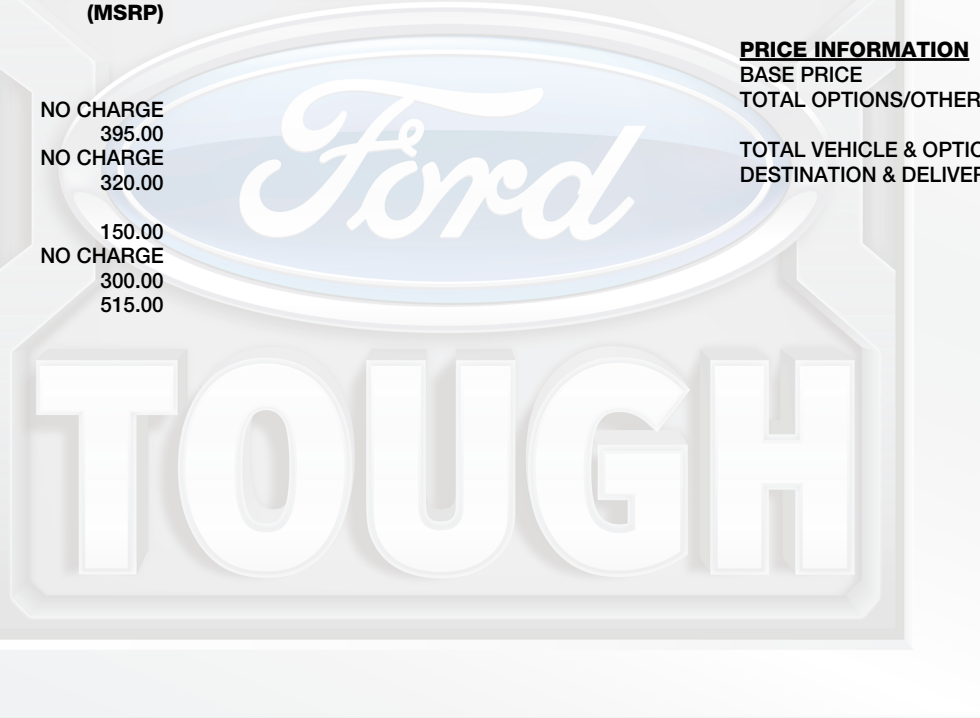 (MSRP)
NO CHARGE
395.00
NO CHARGE
320.00
150.00
NO CHARGE
300.00
515.00
PRICE INFORMATION
BASE PRICE
TOTAL OPTIONS/OTHER
TOTAL VEHICLE & OPTIO
DESTINATION & DELIVER
Ford
TOUGH